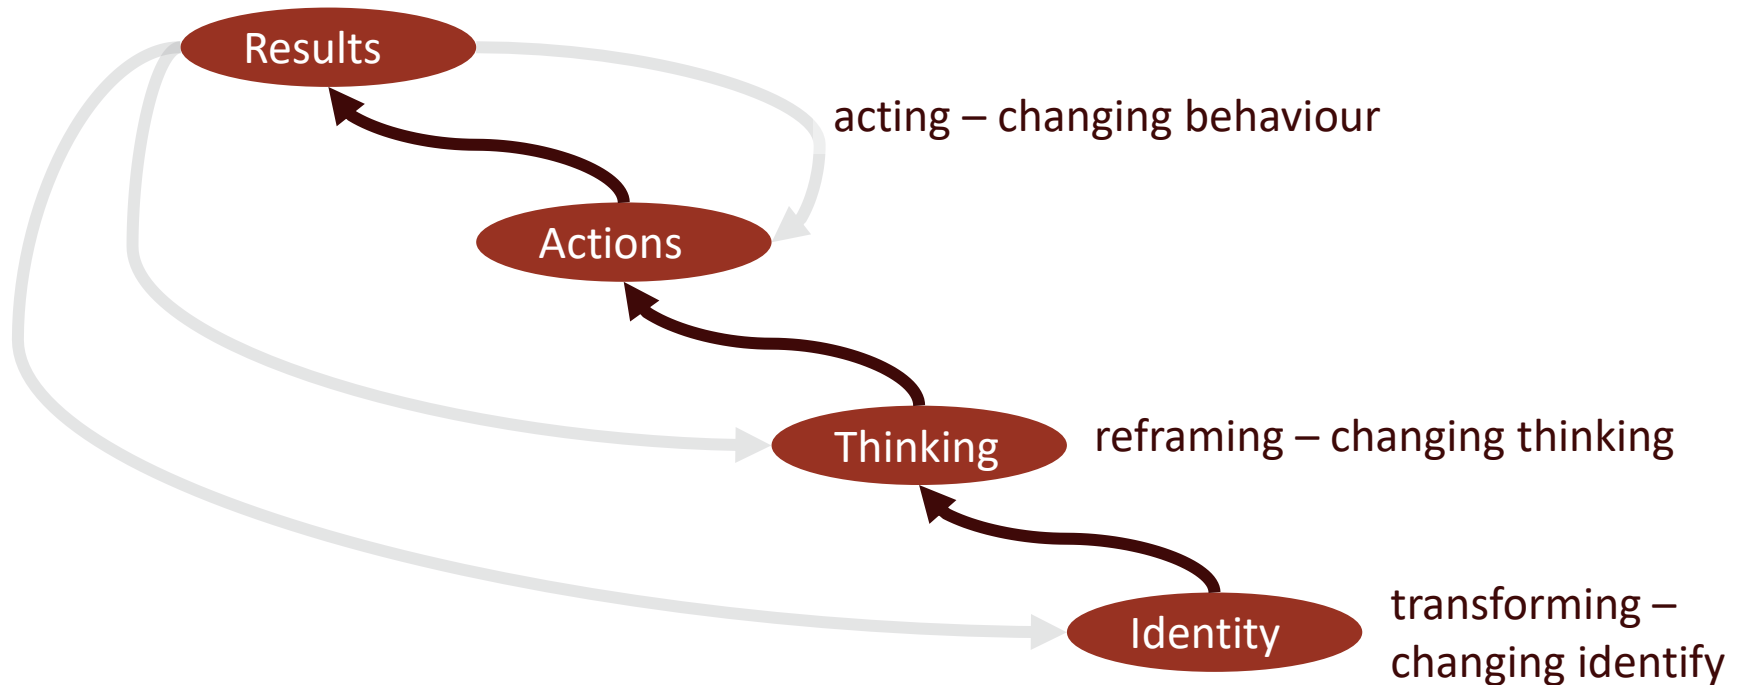 Results
acting – changing behaviour
Actions
Thinking
reframing – changing thinking
Identity
transforming –
changing identify